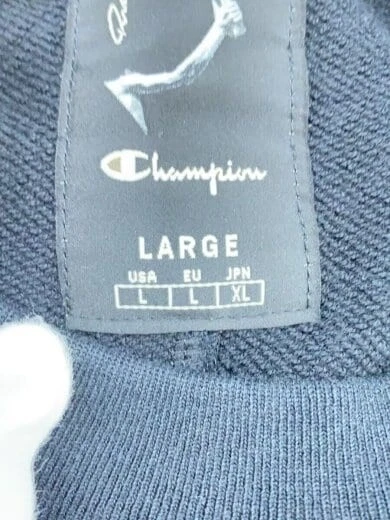 Champion
LARGE
USA EU JPN
L L XL